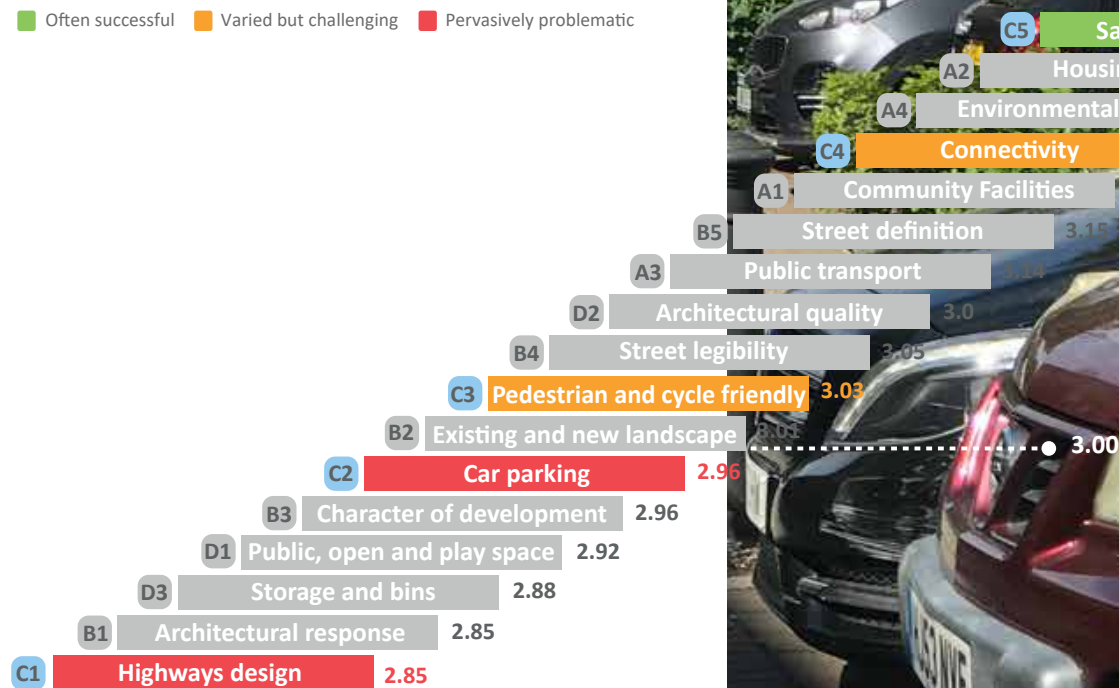 Often successful Varied but challenging Pervasively problematic
C5 Sa
A2 Housin
A4 Environmental
C4 Connectivity
A1 Community Facilities
B5 Street definition 3.15
A3 Public transport 3.14
D2 Architectural quality 3.0
B4 Street legibility 3.05
C3 Pedestrian and cycle friendly 3.03
B2 Existing and new landscape 3.01
3.00
C2 Car parking 2.96
B3 Character of development 2.96
D1 Public, open and play space 2.92
D3 Storage and bins 2.88
B1 Architectural response 2.85
C1 Highways design 2.85